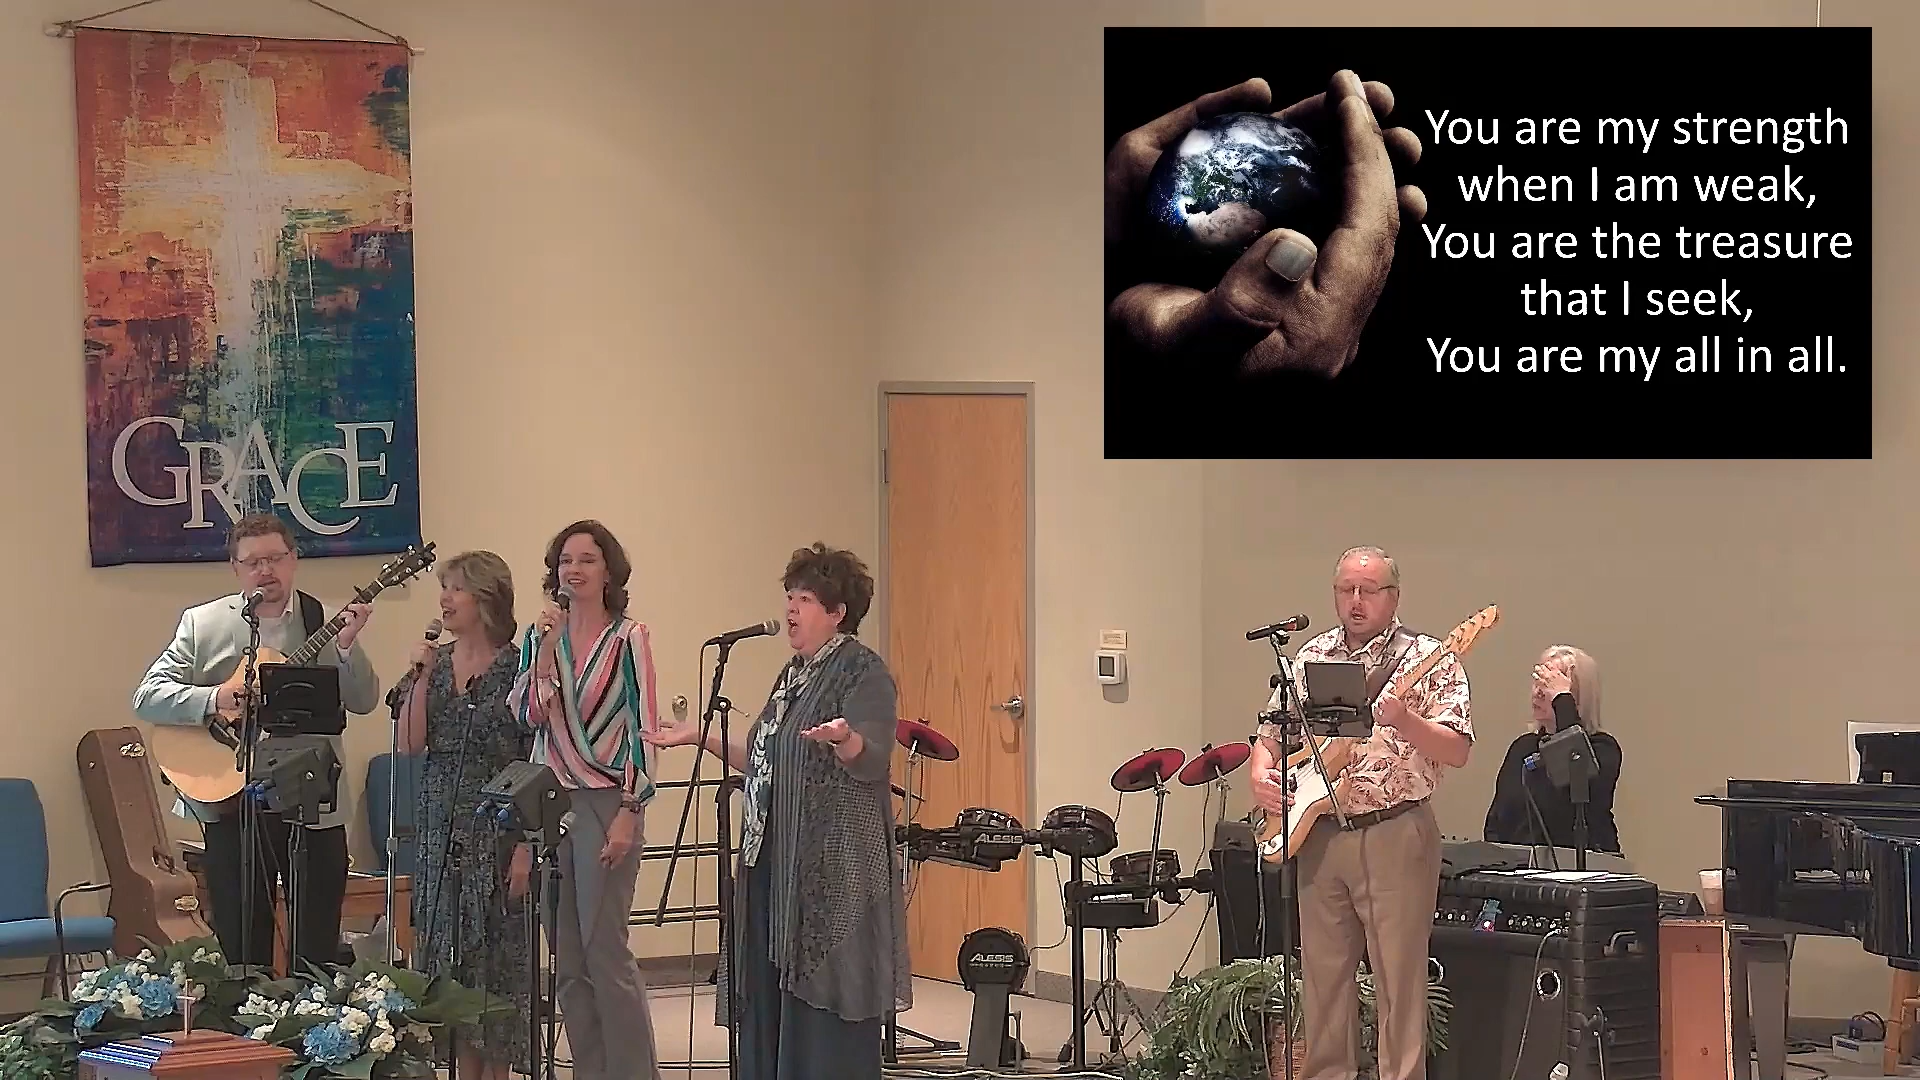 GRACE
You are my strength
when I am weak,
You are the treasure
that I seek,
You are my all in all.
ALESIS
ALESIS